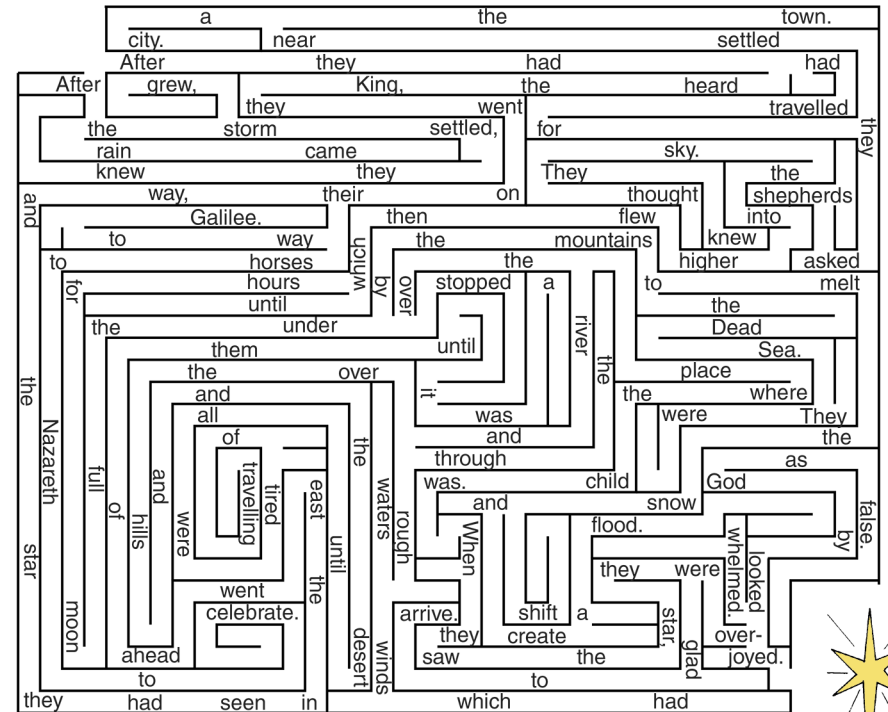 a the town.
city. near settled
After they had had
After grew, King, the heard
they went travelled
the storm settled, for
they
rain came sky.
knew they They the
and way, their on thought shepherds
Galilee. then flew into
to way the mountains knew
to horses which the higher asked
for hours by over stopped a to melt
until the
the under river Dead
them until Sea.
the over the place
the and it the where
all was were They
Nazareth of the and the
through as
full and travelling tired waters was. child God
of hills east and snow false.
were rough When flood. by
star until they were whelmed. looked
went the
moon celebrate. arrive. shift a star,
they create glad over-
ahead desert winds saw the joyed.
to to
they had seen in which had